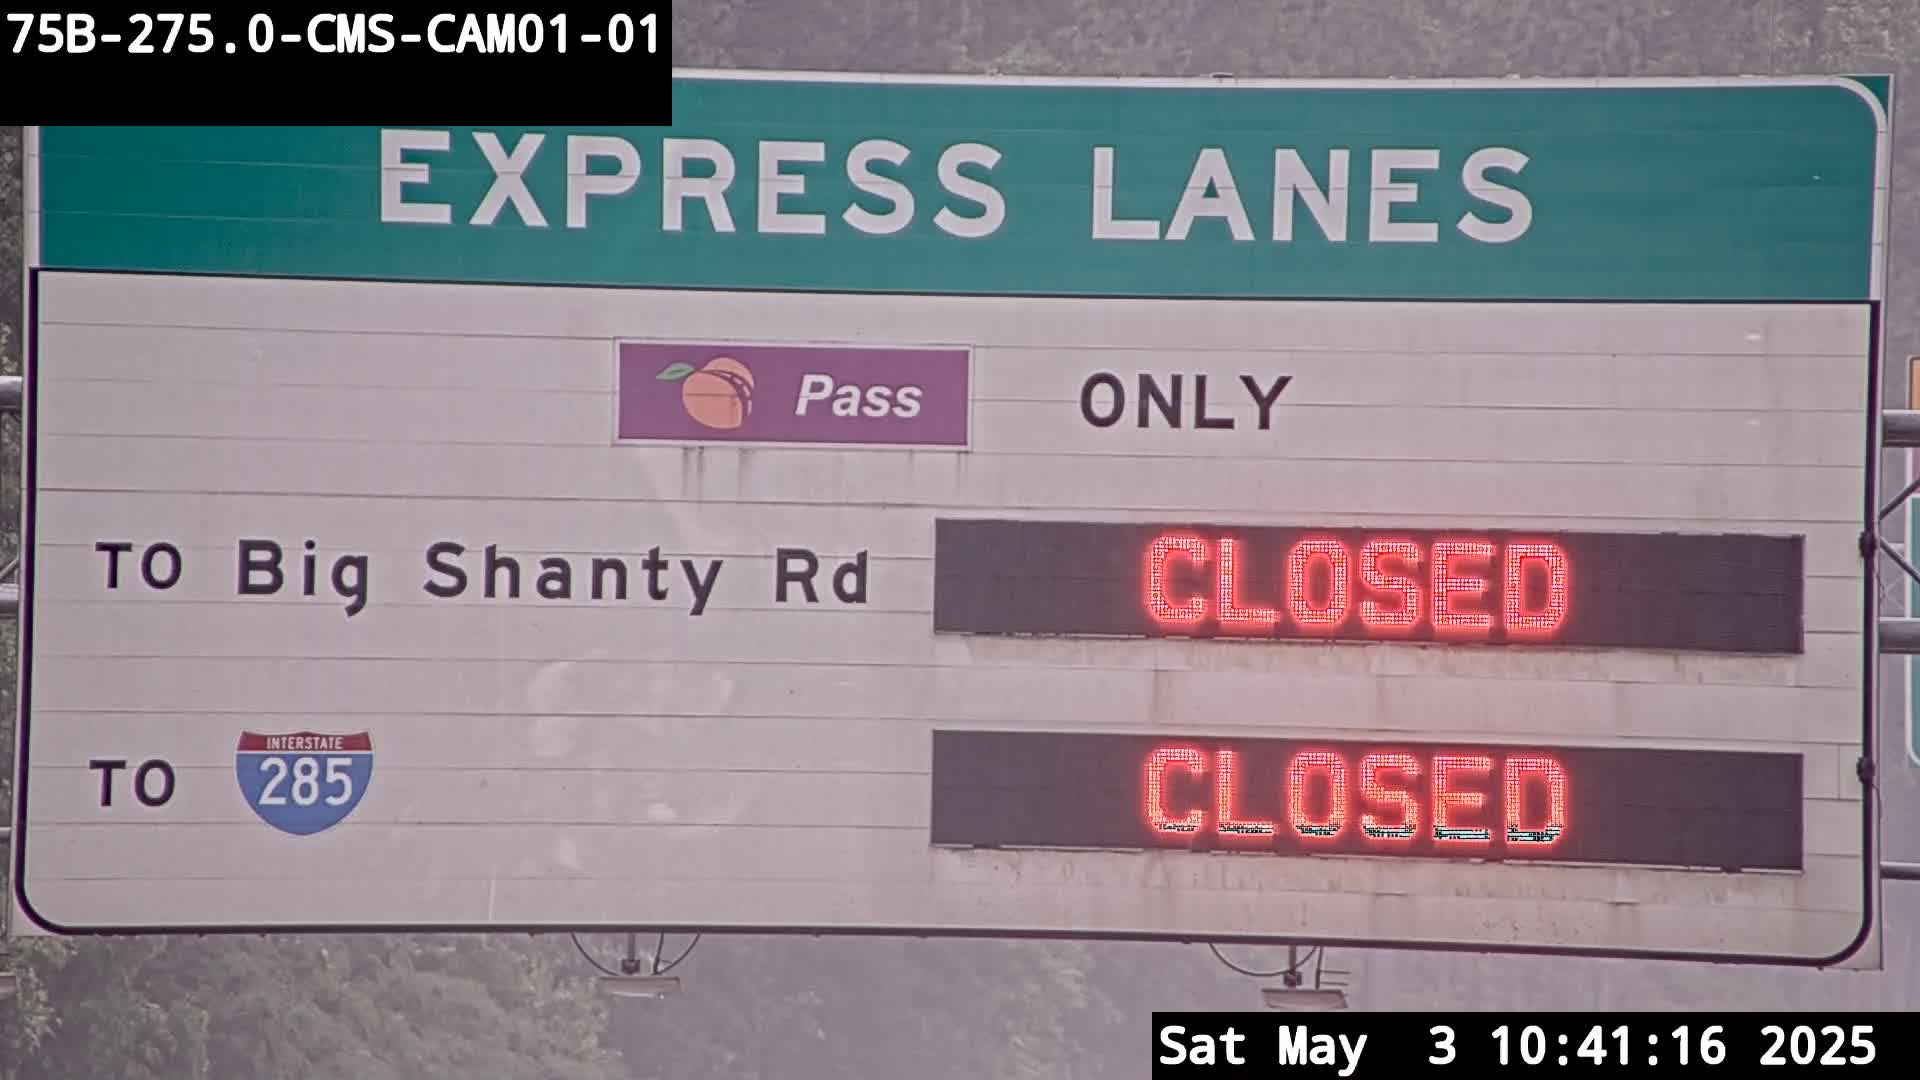 75B-275.0-CMS-CAM01-01
EXPRESS LANES
Pass ONLY
TO Big Shanty Rd CLOSED
INTERSTATE
TO 285 CLOSED
Sat May 3 10:41:16 2025